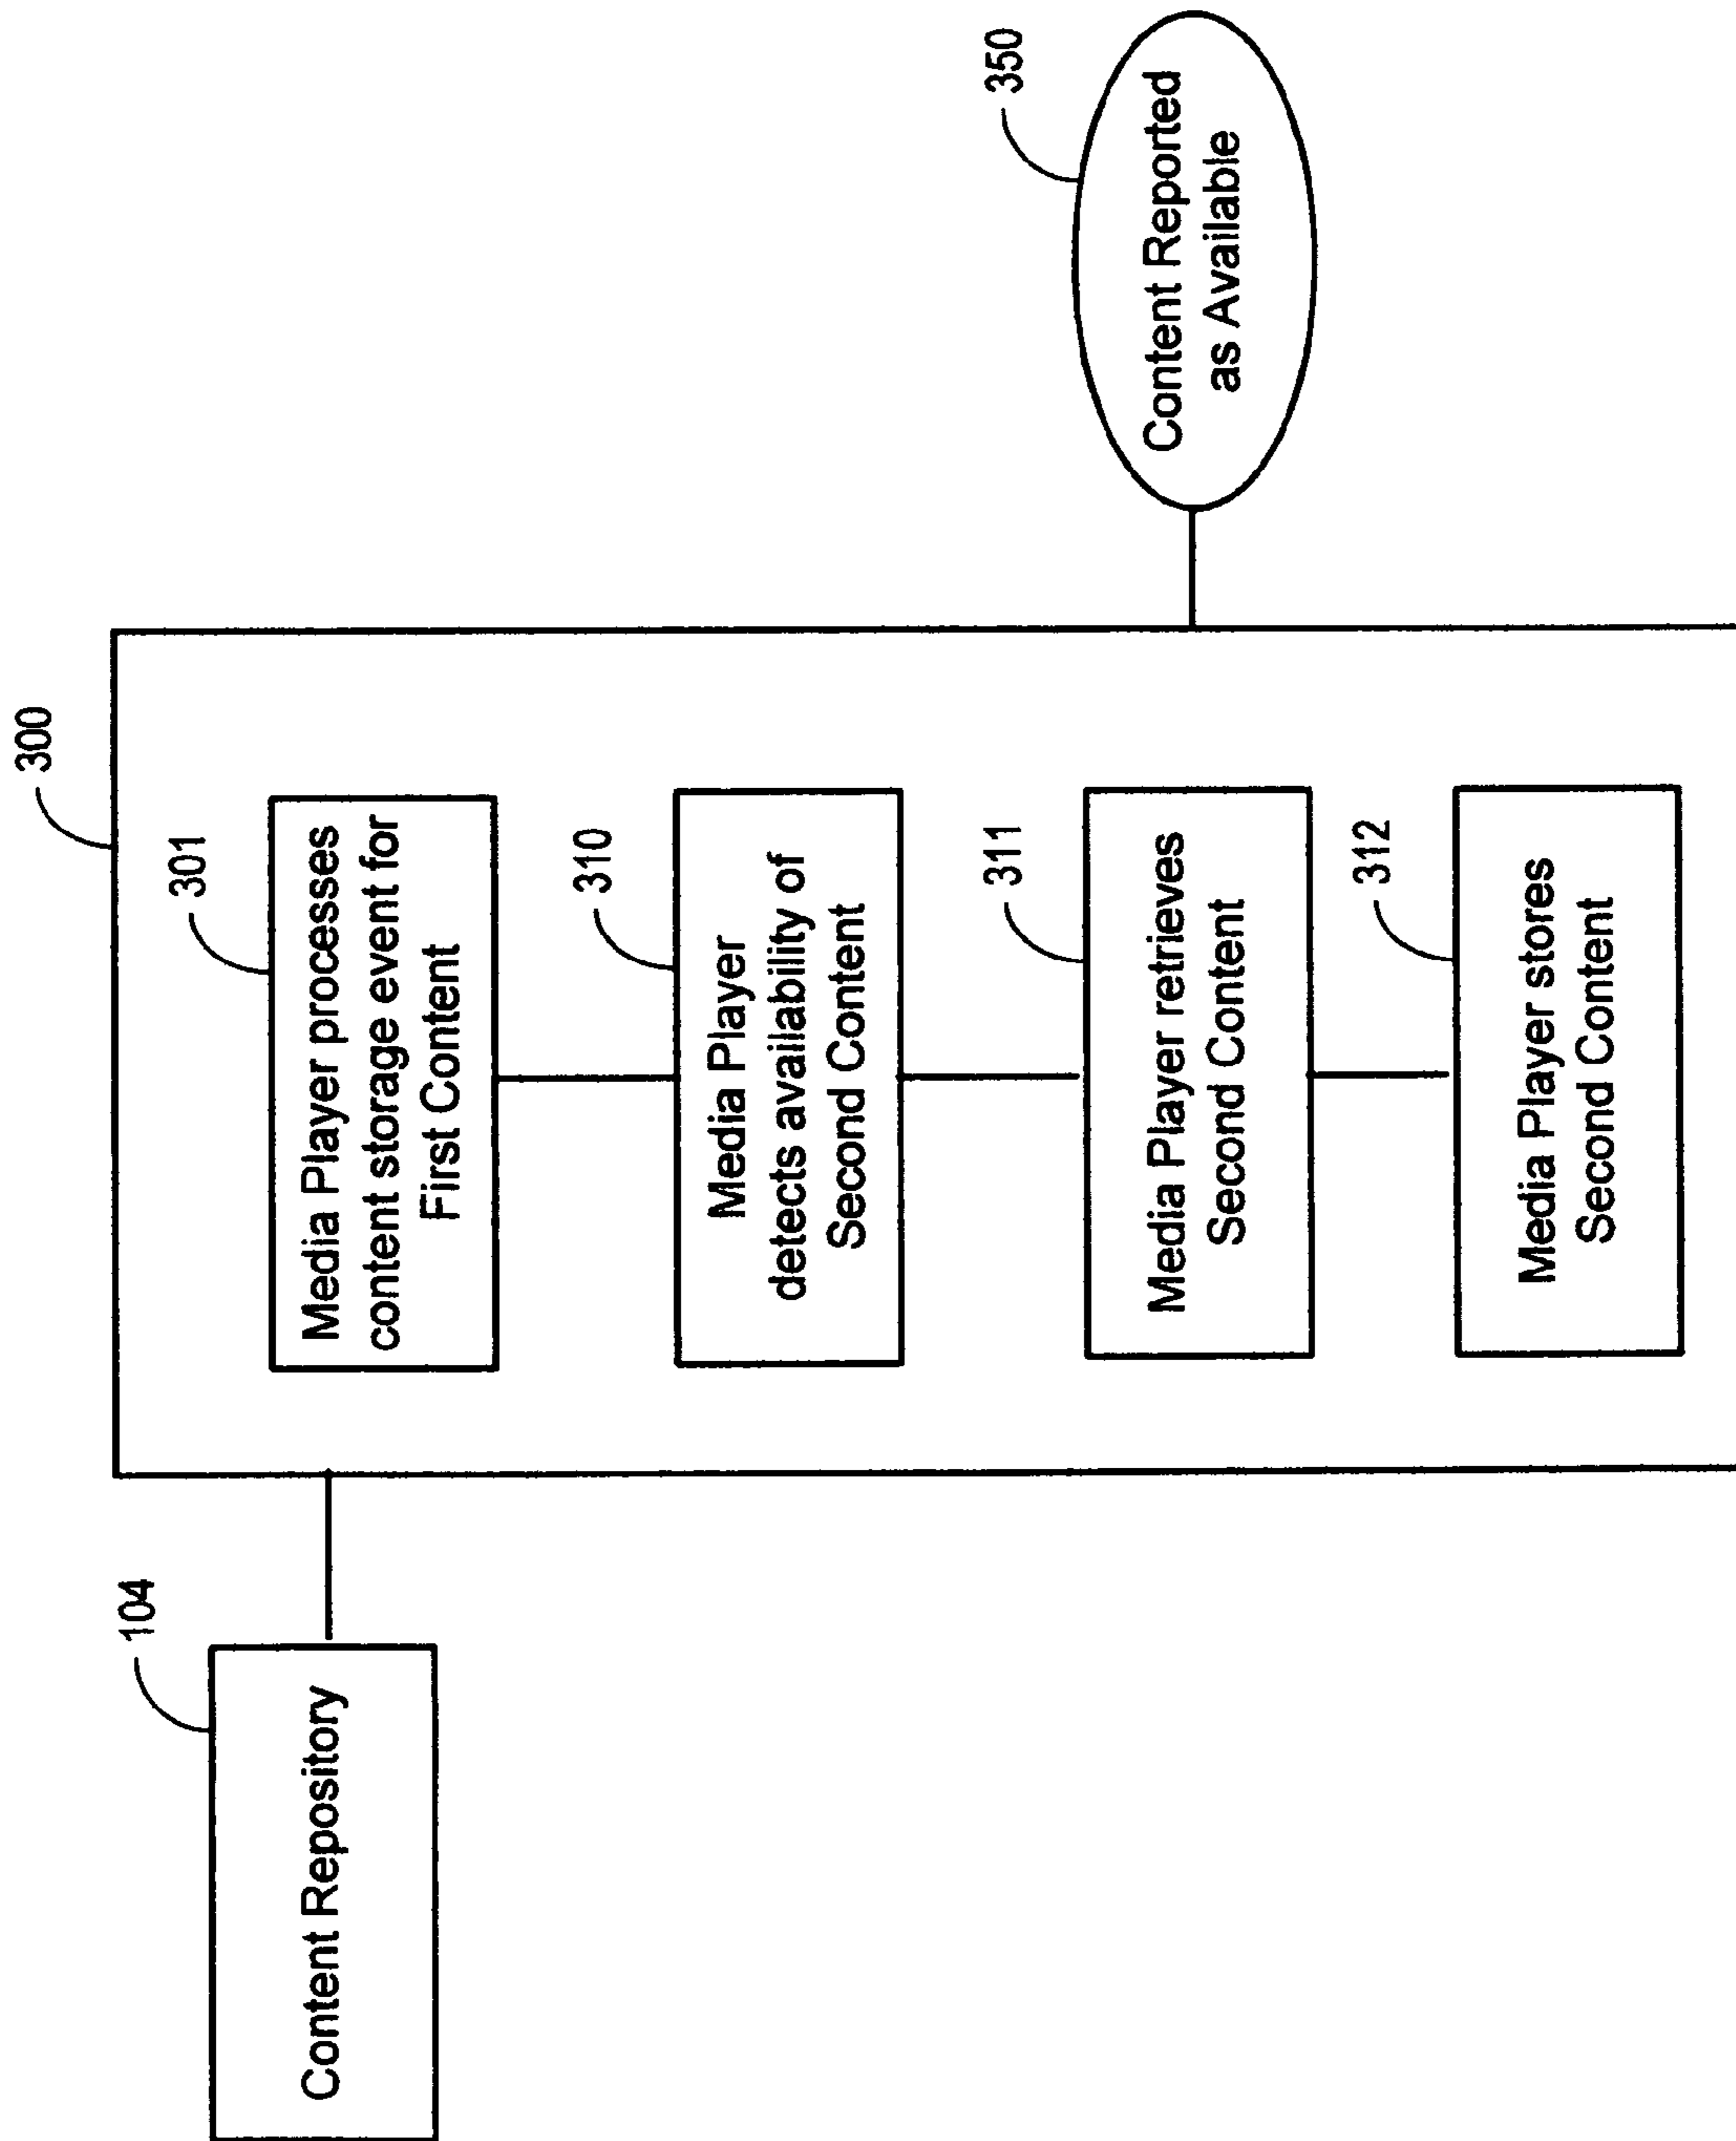 104
Content Repository
300
301
Media Player processes
content storage event for
First Content
310
Media Player
detects availability of
Second Content
311
Media Player retrieves
Second Content
312
Media Player stores
Second Content
350
Content Reported
as Available